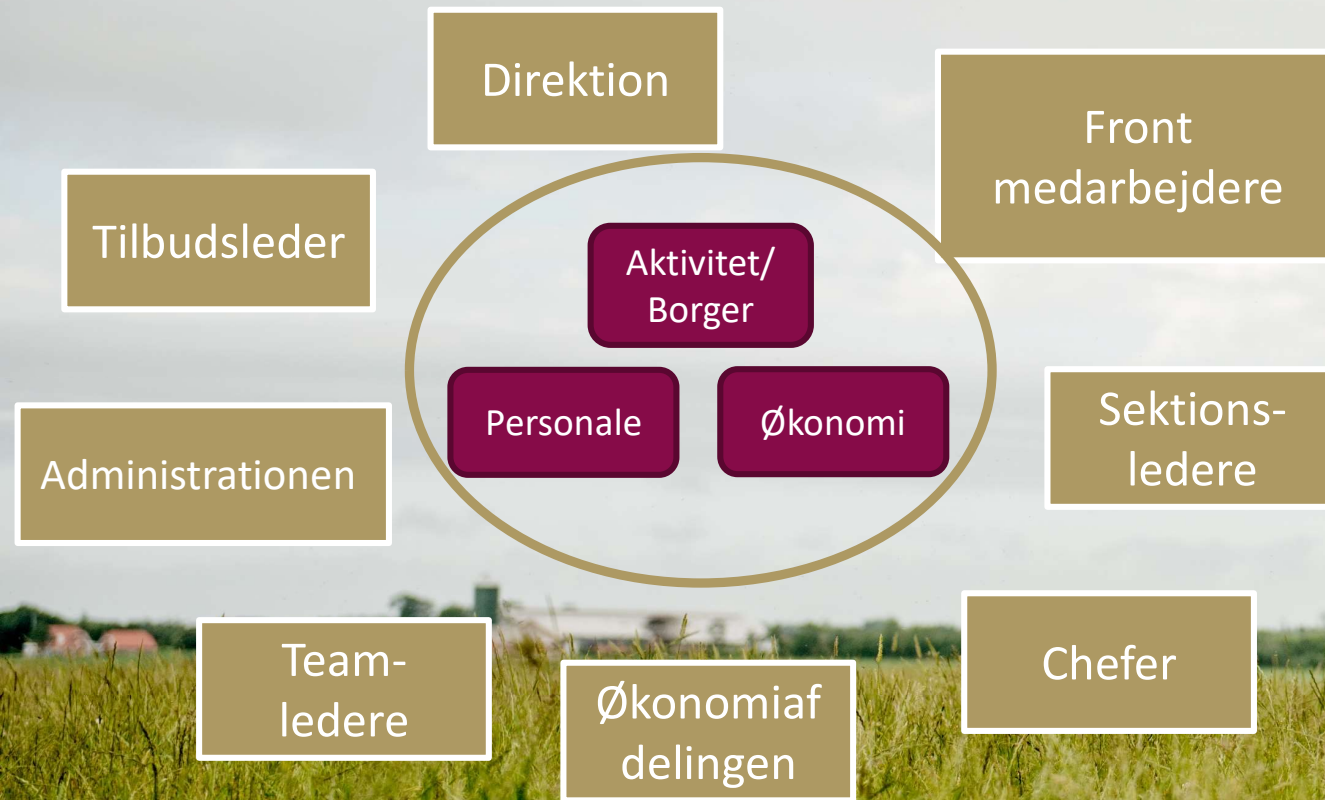 Direktion
Front
medarbejdere
Tilbudsleder
Aktivitet/
Borger
Personale
Økonomi
Sektions-
ledere
Administrationen
Team-
ledere
Økonomiaf
delingen
Chefer